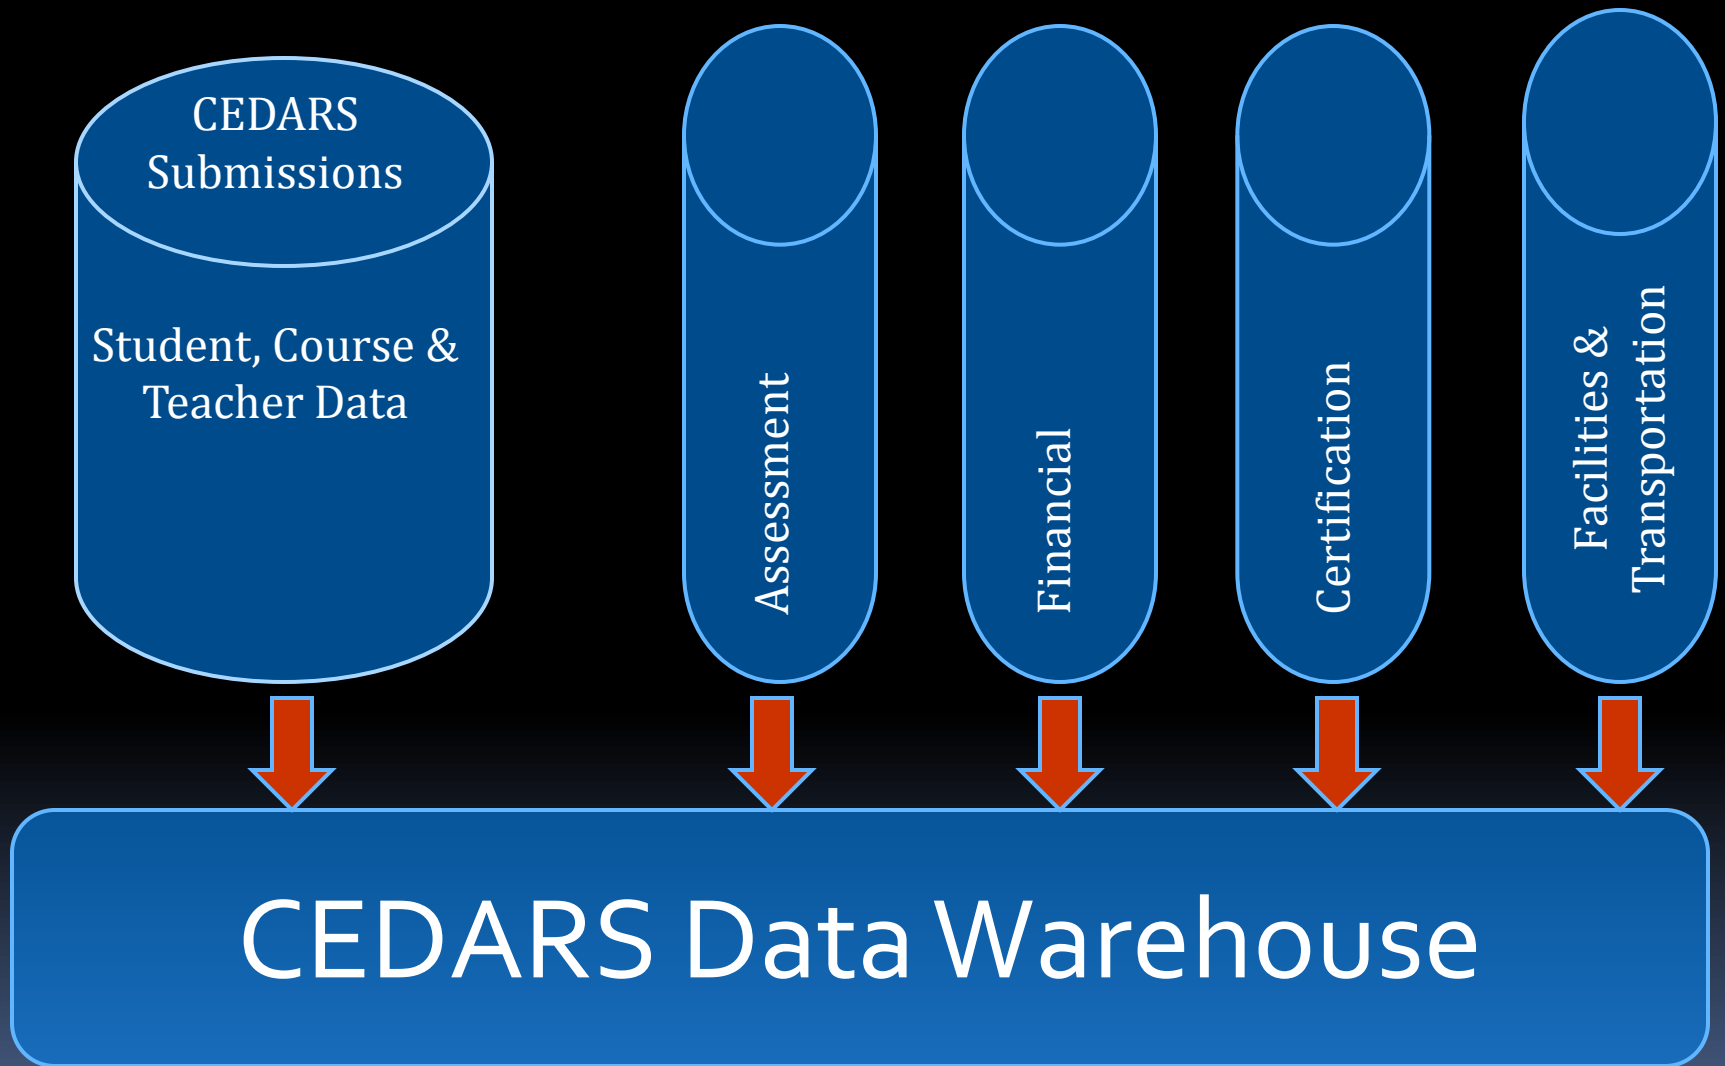 CEDARS
Submissions
Student, Course &
Teacher Data
Assessment
Financial
Certification
Facilities &
Transportation
CEDARS Data Warehouse